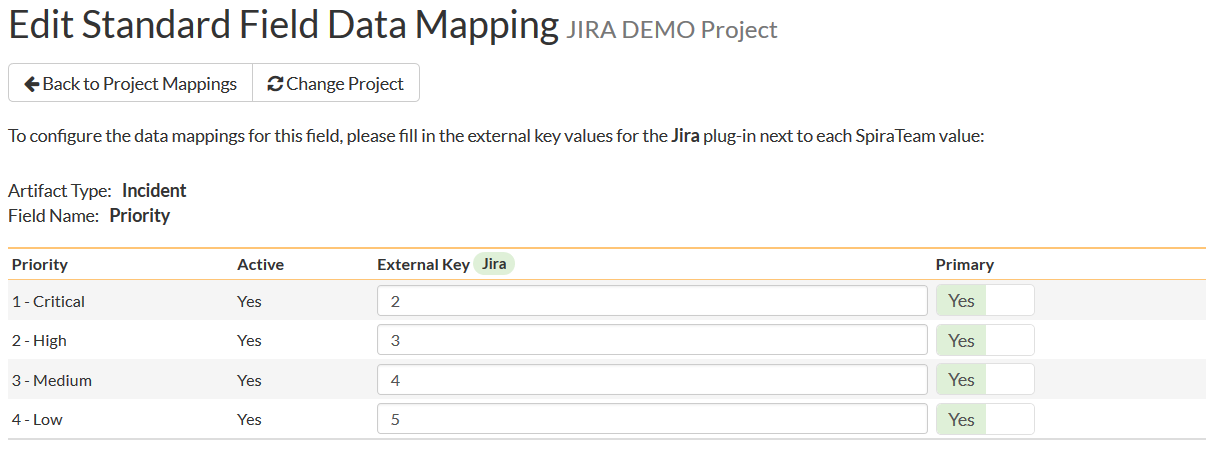 Edit Standard Field Data Mapping JIRA DEMO Project
Back to Project Mappings Change Project
To configure the data mappings for this field, please fill in the external key values for the Jira plug-in next to each SpiraTeam value:
Artifact Type: Incident
Field Name: Priority
Priority Active External Key Jira Primary
1 - Critical Yes 2 Yes
2 - High Yes 3 Yes
3 - Medium Yes 4 Yes
4 - Low Yes 5 Yes